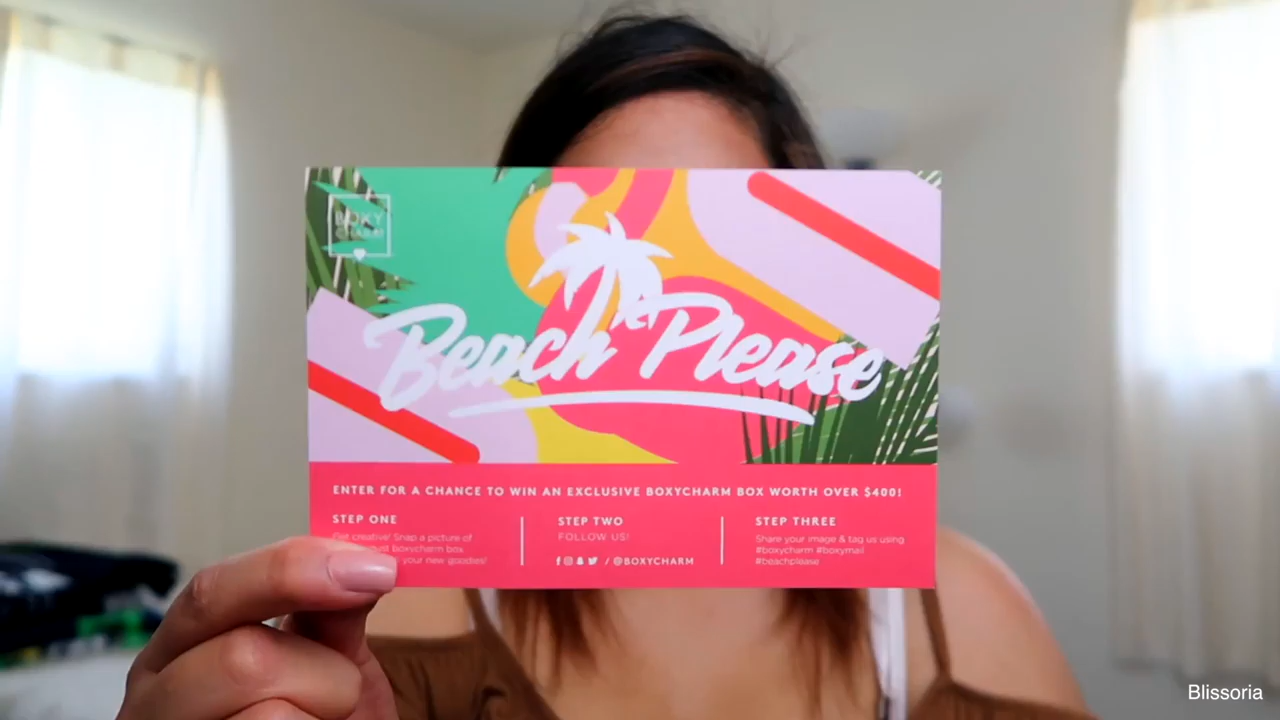 BOXY
CHARM
Beach Please
ENTER FOR A CHANCE TO WIN AN EXCLUSIVE BOXYCHARM BOX WORTH OVER $400!
STEP ONE
Get creative! Snap a picture of
boxycharm box
your new goodies!
STEP TWO
FOLLOW US!
/ @BOXYCHARM
STEP THREE
Share your image & tag us using
#boxycharm #boxymail
#beachplease
Blissoria